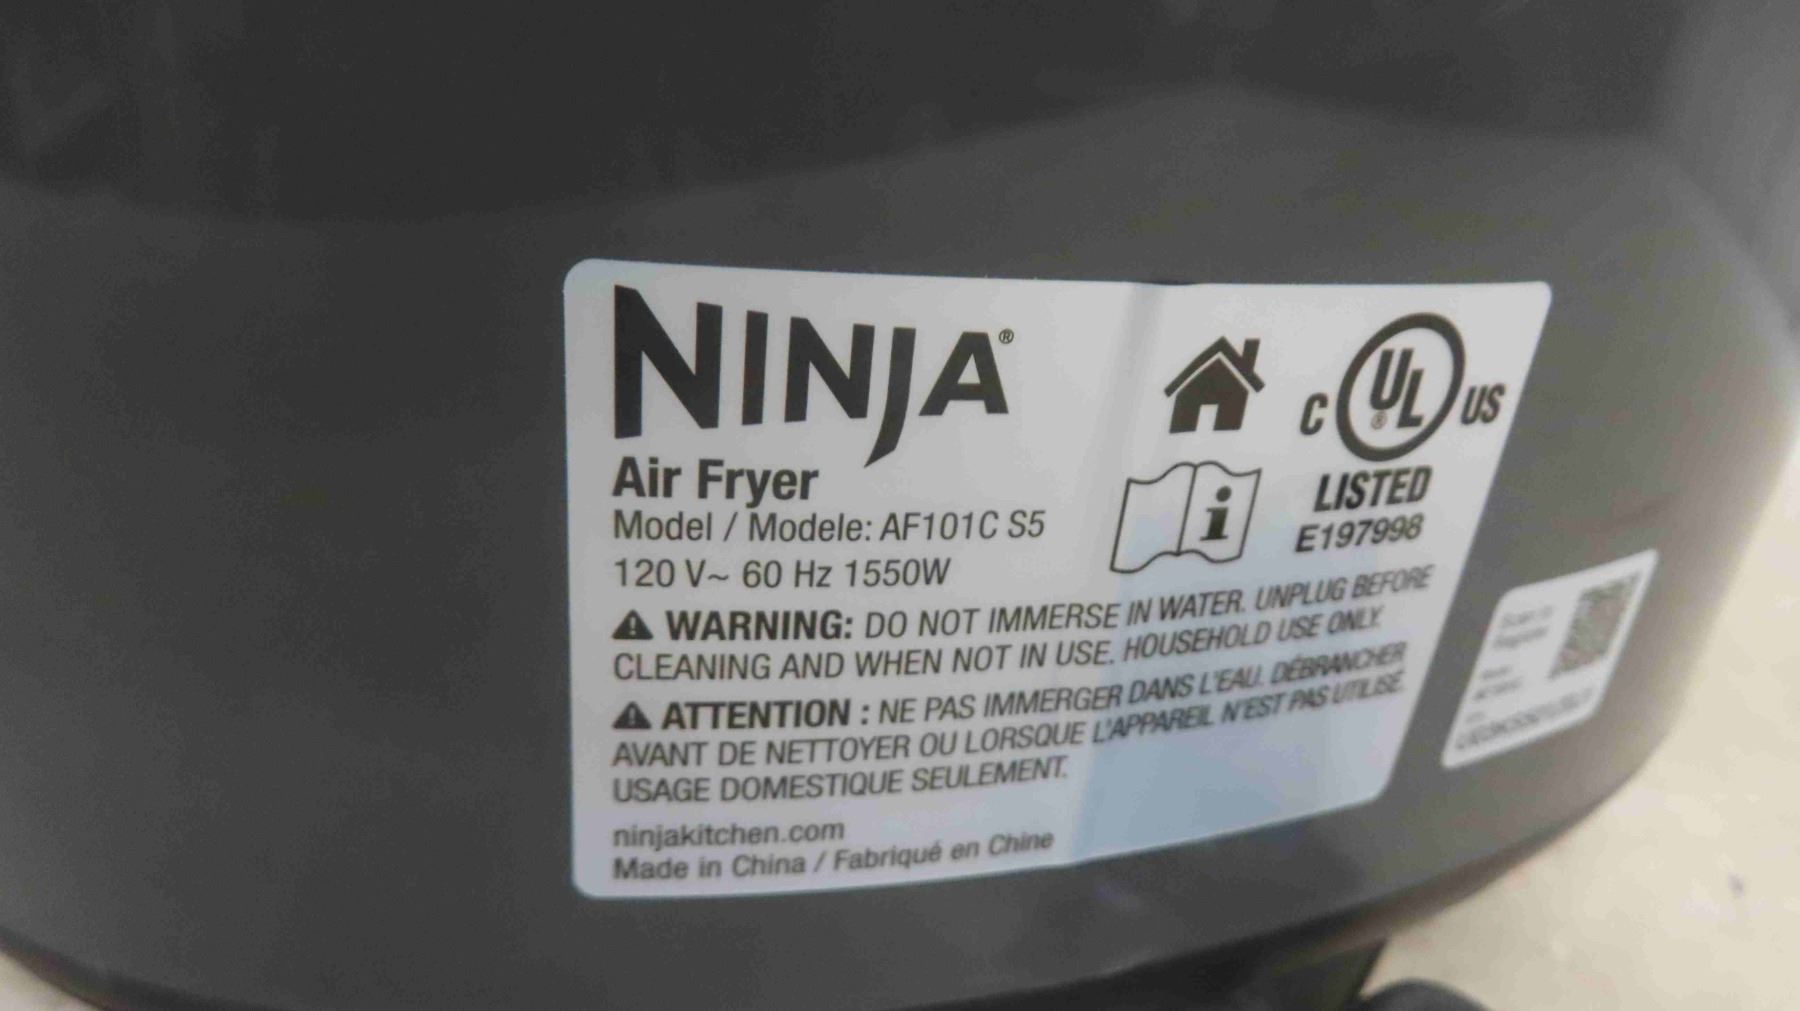 NINJA®
Air Fryer
Model / Modele: AF101C S5
120 V~ 60 Hz 1550W
C UL® US
LISTED
E197998
WARNING: DO NOT IMMERSE IN WATER. UNPLUG BEFORE
CLEANING AND WHEN NOT IN USE. HOUSEHOLD USE ONLY.
ATTENTION : NE PAS IMMERGER DANS L'EAU. DÉBRANCHER
AVANT DE NETTOYER OU LORSQUE L'APPAREIL N'EST PAS UTILISÉ.
USAGE DOMESTIQUE SEULEMENT.
ninjakitchen.com
Made in China / Fabriqué en Chine
Scan to
Register